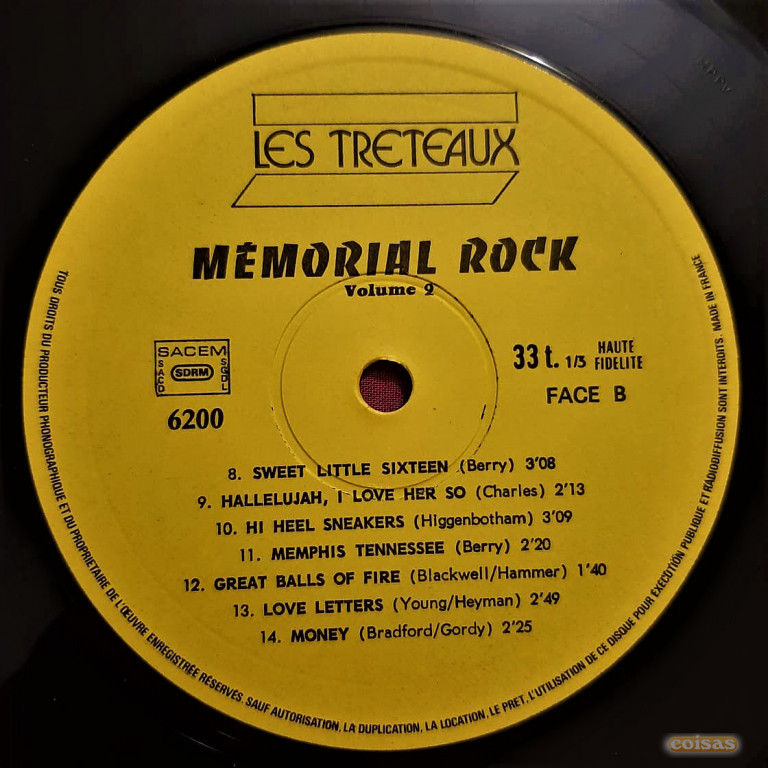 LES TRETEAUX
MÉMORIAL ROCK
Volume 2
SACEM
SACD
SDRM
SGDL
6200
33 t. 1/3 HAUTE
FIDELITE
FACE B
8. SWEET LITTLE SIXTEEN (Berry) 3'08
9. HALLELUJAH, I LOVE HER SO (Charles) 2'13
10. HI HEEL SNEAKERS (Higgenbotham) 3'09
11. MEMPHIS TENNESSEE (Berry) 2'20
12. GREAT BALLS OF FIRE (Blackwell/Hammer) 1'40
13. LOVE LETTERS (Young/Heyman) 2'49
14. MONEY (Bradford/Gordy) 2'25
TOUS DROITS DU PRODUCTEUR PHONOGRAPHIQUE ET DU PROPRIETAIRE DE L'ŒUVRE ENREGISTRÉE RÉSERVÉS. SAUF AUTORISATION, LA DUPLICATION, LA LOCATION, LE PRET, L'UTILISATION DE CE DISQUE POUR EXECUTION PUBLIQUE ET RADIODIFFUSION SONT INTERDITS. MADE IN FRANCE
coisas